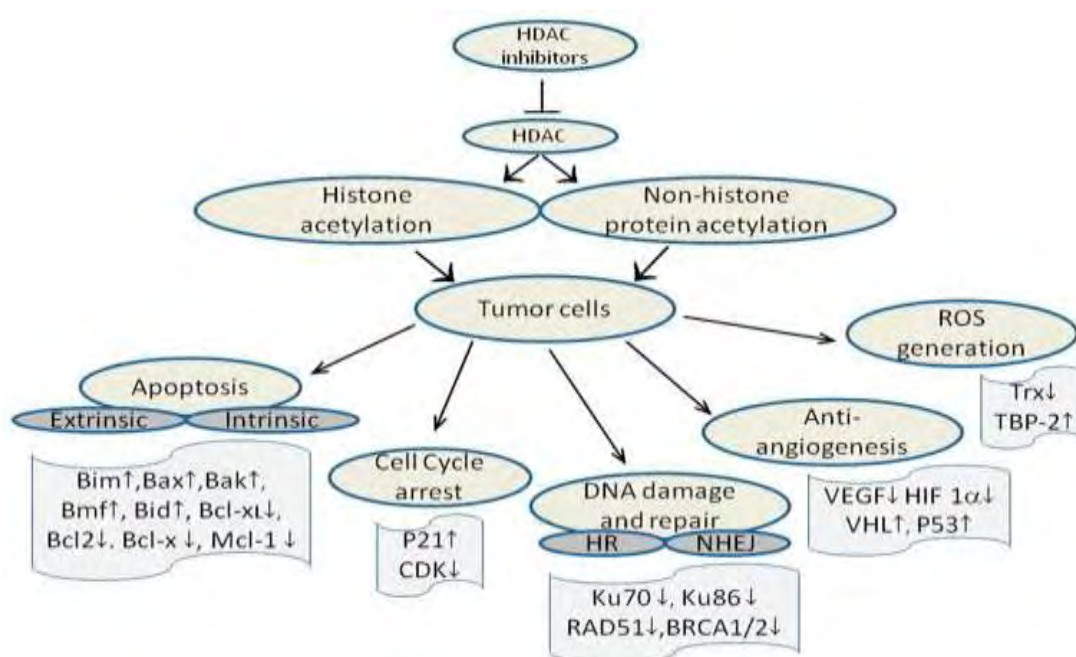 HDAC
inhibitors
HDAC
Histone
acetylation
Non-histone
protein acetylation
Tumor cells
ROS
generation
Trx↓
TBP-2↑
Apoptosis
Extrinsic
Intrinsic
Bim↑,Bax↑,Bak↑,
Bmf↑, Bid↑, Bcl-xL↓,
Bcl2↓. Bcl-x ↓, Mcl-1 ↓
Cell Cycle
arrest
P21↑
CDK↓
DNA damage
and repair
HR
NHEJ
Ku70 ↓, Ku86 ↓
RAD51↓,BRCA1/2↓
Anti-
angiogenesis
VEGF↓ HIF 1α↓
VHL↑, P53↑